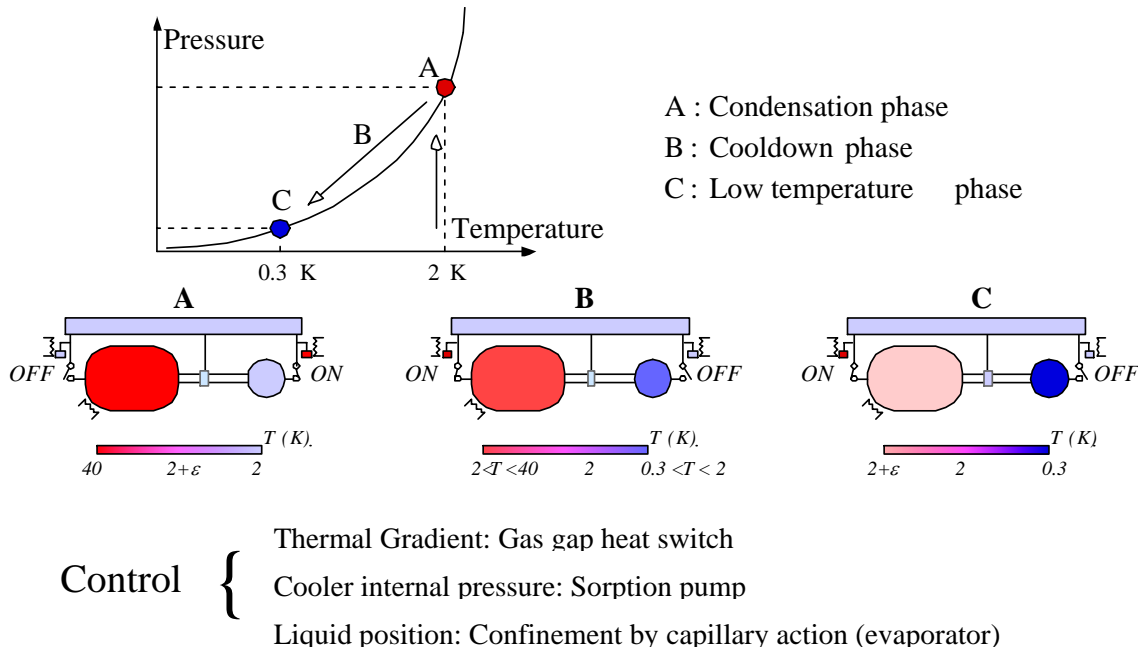 Pressure
A
B
C
Temperature
0.3 K
2 K
A : Condensation phase
B : Cooldown phase
C : Low temperature phase
A
B
C
OFF
ON
ON
OFF
ON
OFF
T (K)
40
2+ε
2
T (K)
2<T<40
2
0.3 <T < 2
T (K)
2+ε
2
0.3
Control {
Thermal Gradient: Gas gap heat switch
Cooler internal pressure: Sorption pump
Liquid position: Confinement by capillary action (evaporator)